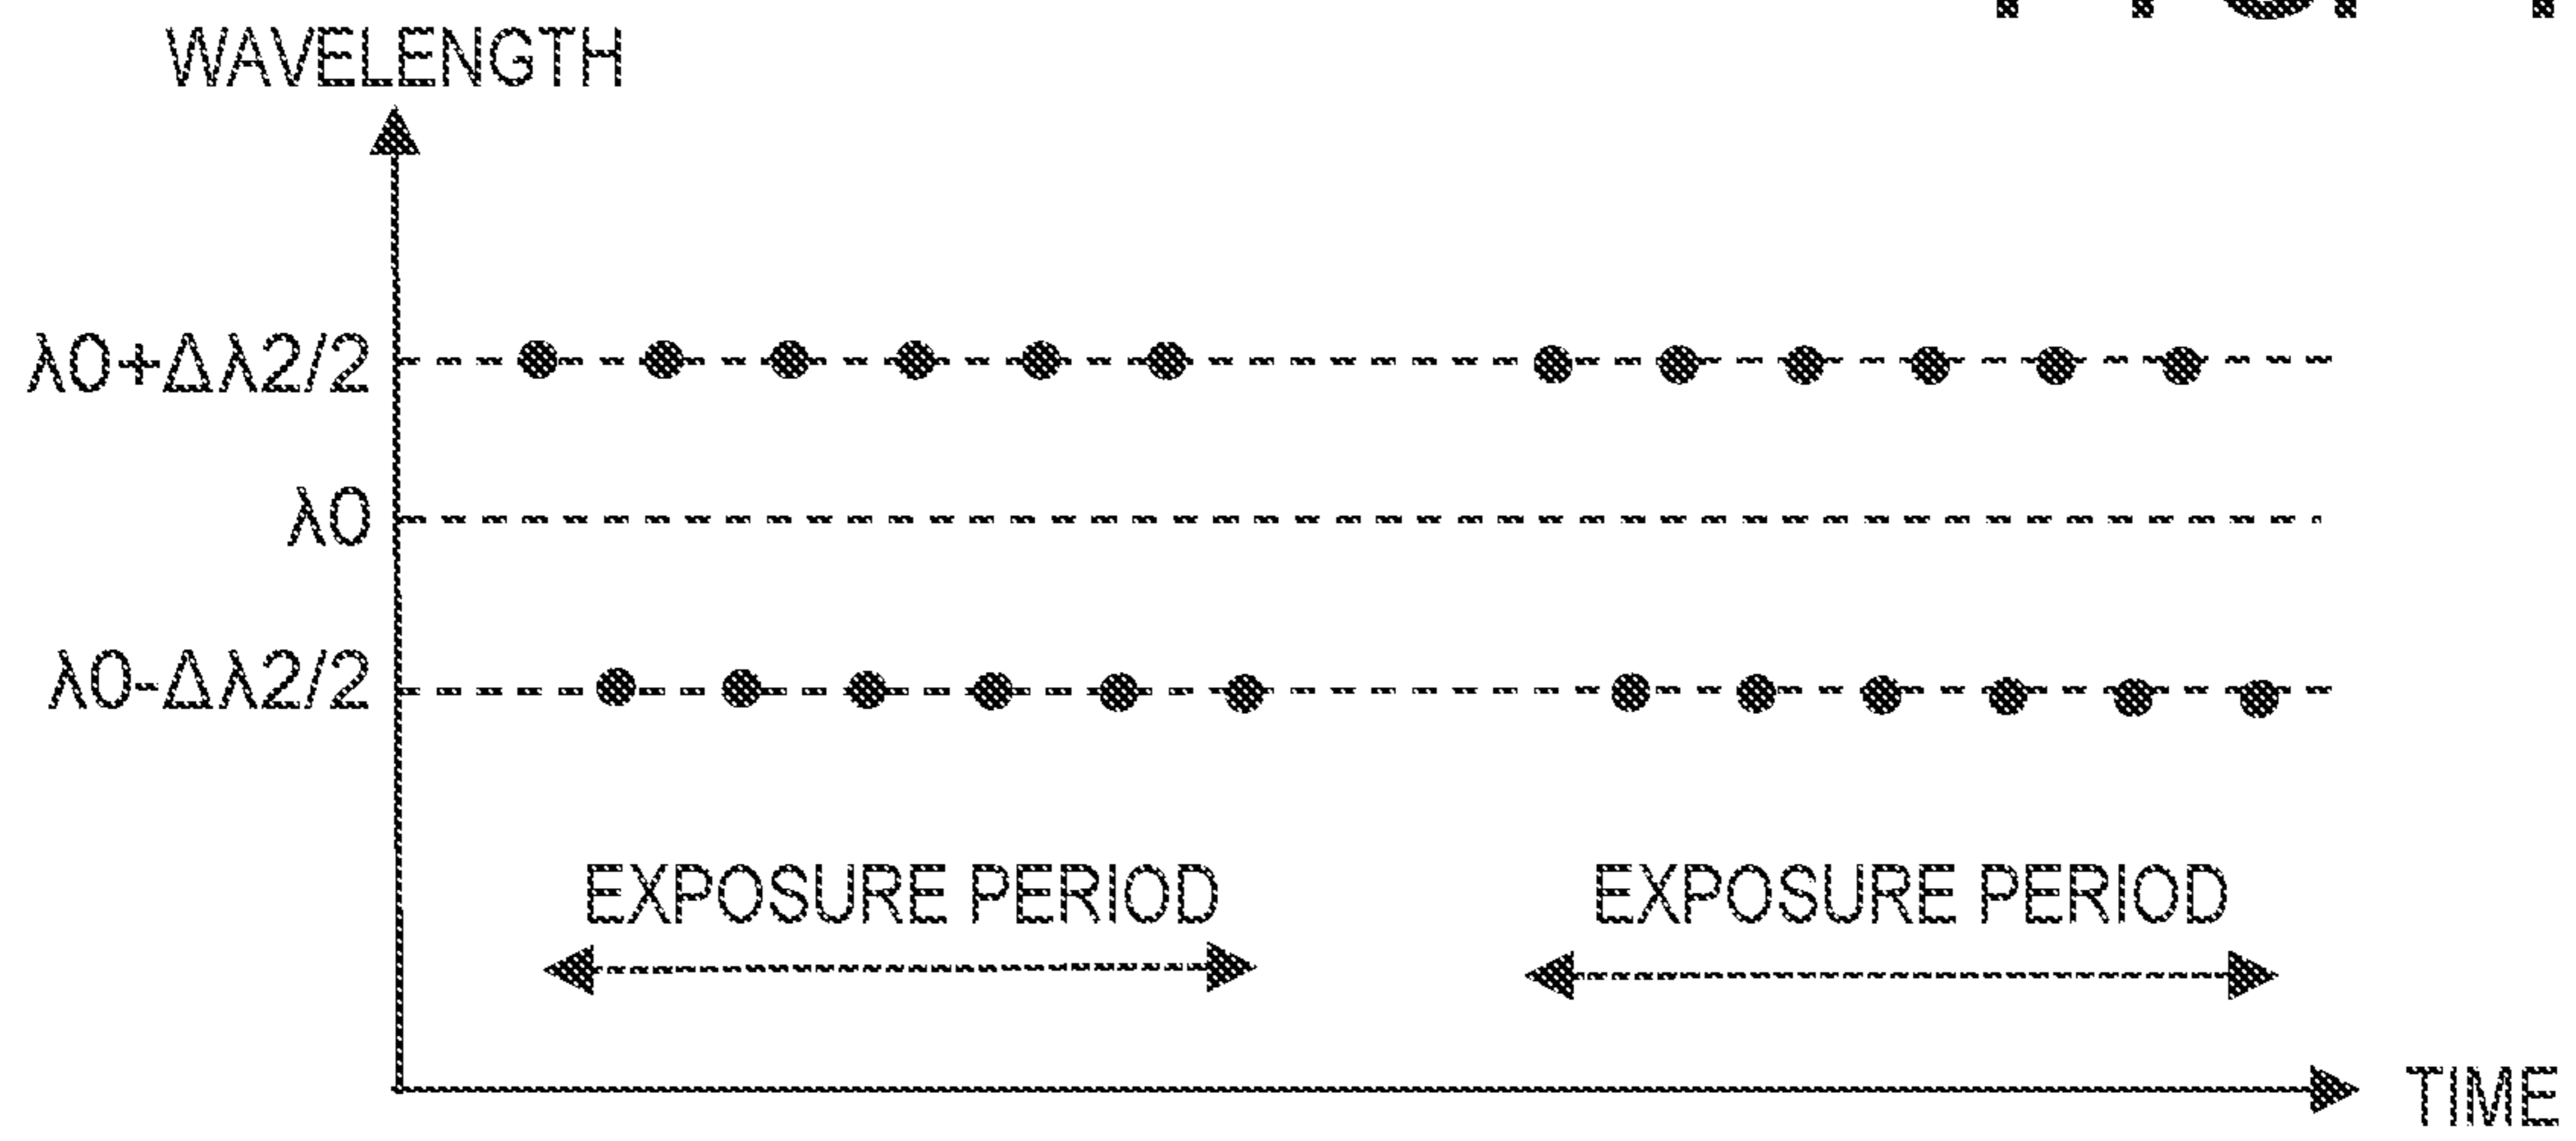 WAVELENGTH
λ0+Δλ2/2
λ0
λ0-Δλ2/2
EXPOSURE PERIOD
EXPOSURE PERIOD
TIME